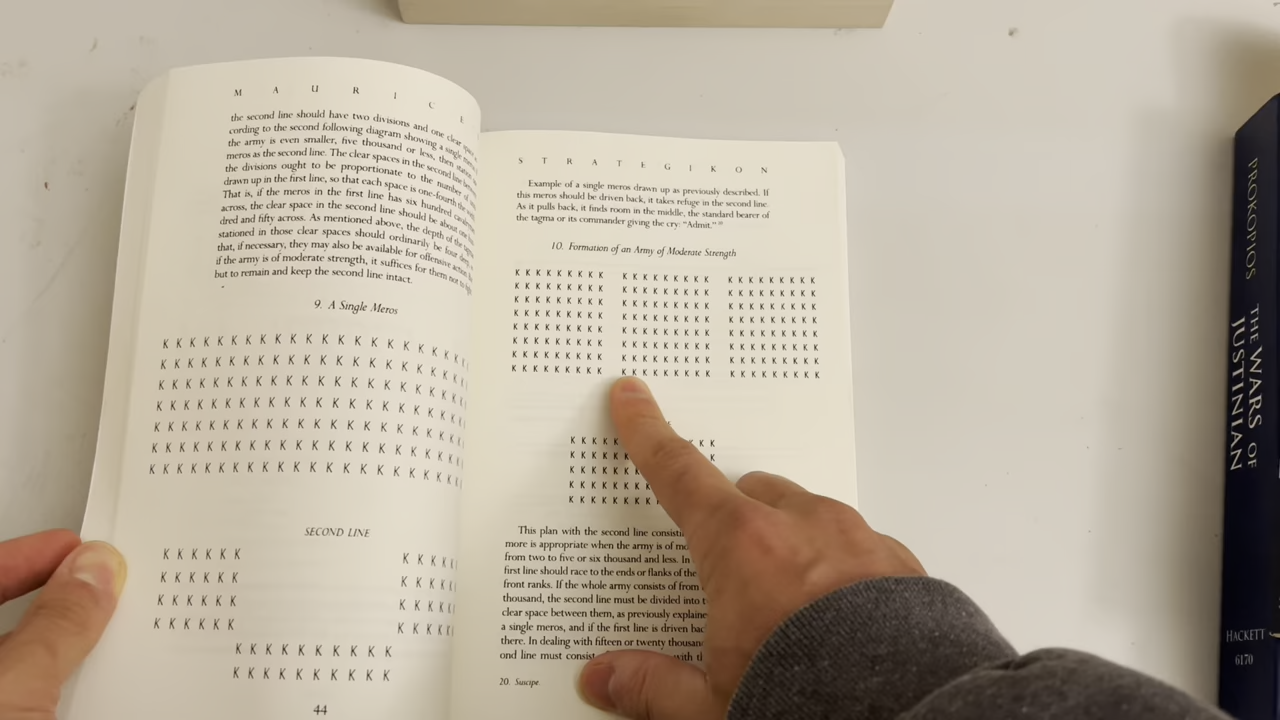 M A U R I C E
the second line should have two divisions and one clear
cording to the second following diagram showing a single
the army is even smaller, five thousand or less, then
meros as the second line. The clear spaces in the second line
the divisions ought to be proportionate to the number of
drawn up in the first line, so that each space is one-fourth the
That is, if the meros in the first line has six hundred
across, the clear space in the second line should be about one
dred and fifty across. As mentioned above, the depth of the
stationed in those clear spaces should ordinarily be four
that, if necessary, they may also be available for offensive action.
if the army is of moderate strength, it suffices for them not to
but to remain and keep the second line intact.
9. A Single Meros
K K K K K K K K K K K K K K K K K K
K K K K K K K K K K K K K K K K K K
K K K K K K K K K K K K K K K K K K
K K K K K K K K K K K K K K K K K K
K K K K K K K K K K K K K K K K K K
K K K K K K K K K K K K K K K K K K
K K K K K K K K K K K K K K K K K K
SECOND LINE
K K K K K K K K K K
K K K K K K K K K K
K K K K K K K K K K
K K K K K K K K K K
K K K K K K K K K K
K K K K K K K K K K
44
S T R A T E G I K O N
Example of a single meros drawn up as previously described. If
this meros should be driven back, it takes refuge in the second line.
As it pulls back, it finds room in the middle, the standard bearer of
the tagma or its commander giving the cry: “Admit.” 20
10. Formation of an Army of Moderate Strength
K K K K K K K K K K K K K K K K K K K K K K K K K K K
K K K K K K K K K K K K K K K K K K K K K K K K K K K
K K K K K K K K K K K K K K K K K K K K K K K K K K K
K K K K K K K K K K K K K K K K K K K K K K K K K K K
K K K K K K K K K K K K K K K K K K K K K K K K K K K
K K K K K K K K K K K K K K K K K K K K K K K K K K K
K K K K K K K K K K K K K K K K K K K K K K K K K K K
K K K K K K K K K K K K K K K K K K K K K K K K K K K
K K K K K K K K
K K K K K K
K K K K K K K
K K K K K K K K
K K K K K K K K K
This plan with the second line
more is appropriate when the army is of
from two to five or six thousand and less. In
first line should race to the ends or flanks of the
front ranks. If the whole army consists of from
thousand, the second line must be divided into
clear space between them, as previously
a single meros, and if the first line is driven
there. In dealing with fifteen or twenty
ond line must with
20. Suscipe.
PROKOPIOS THE WARS OF
JUSTINIAN
HACKETT
6170